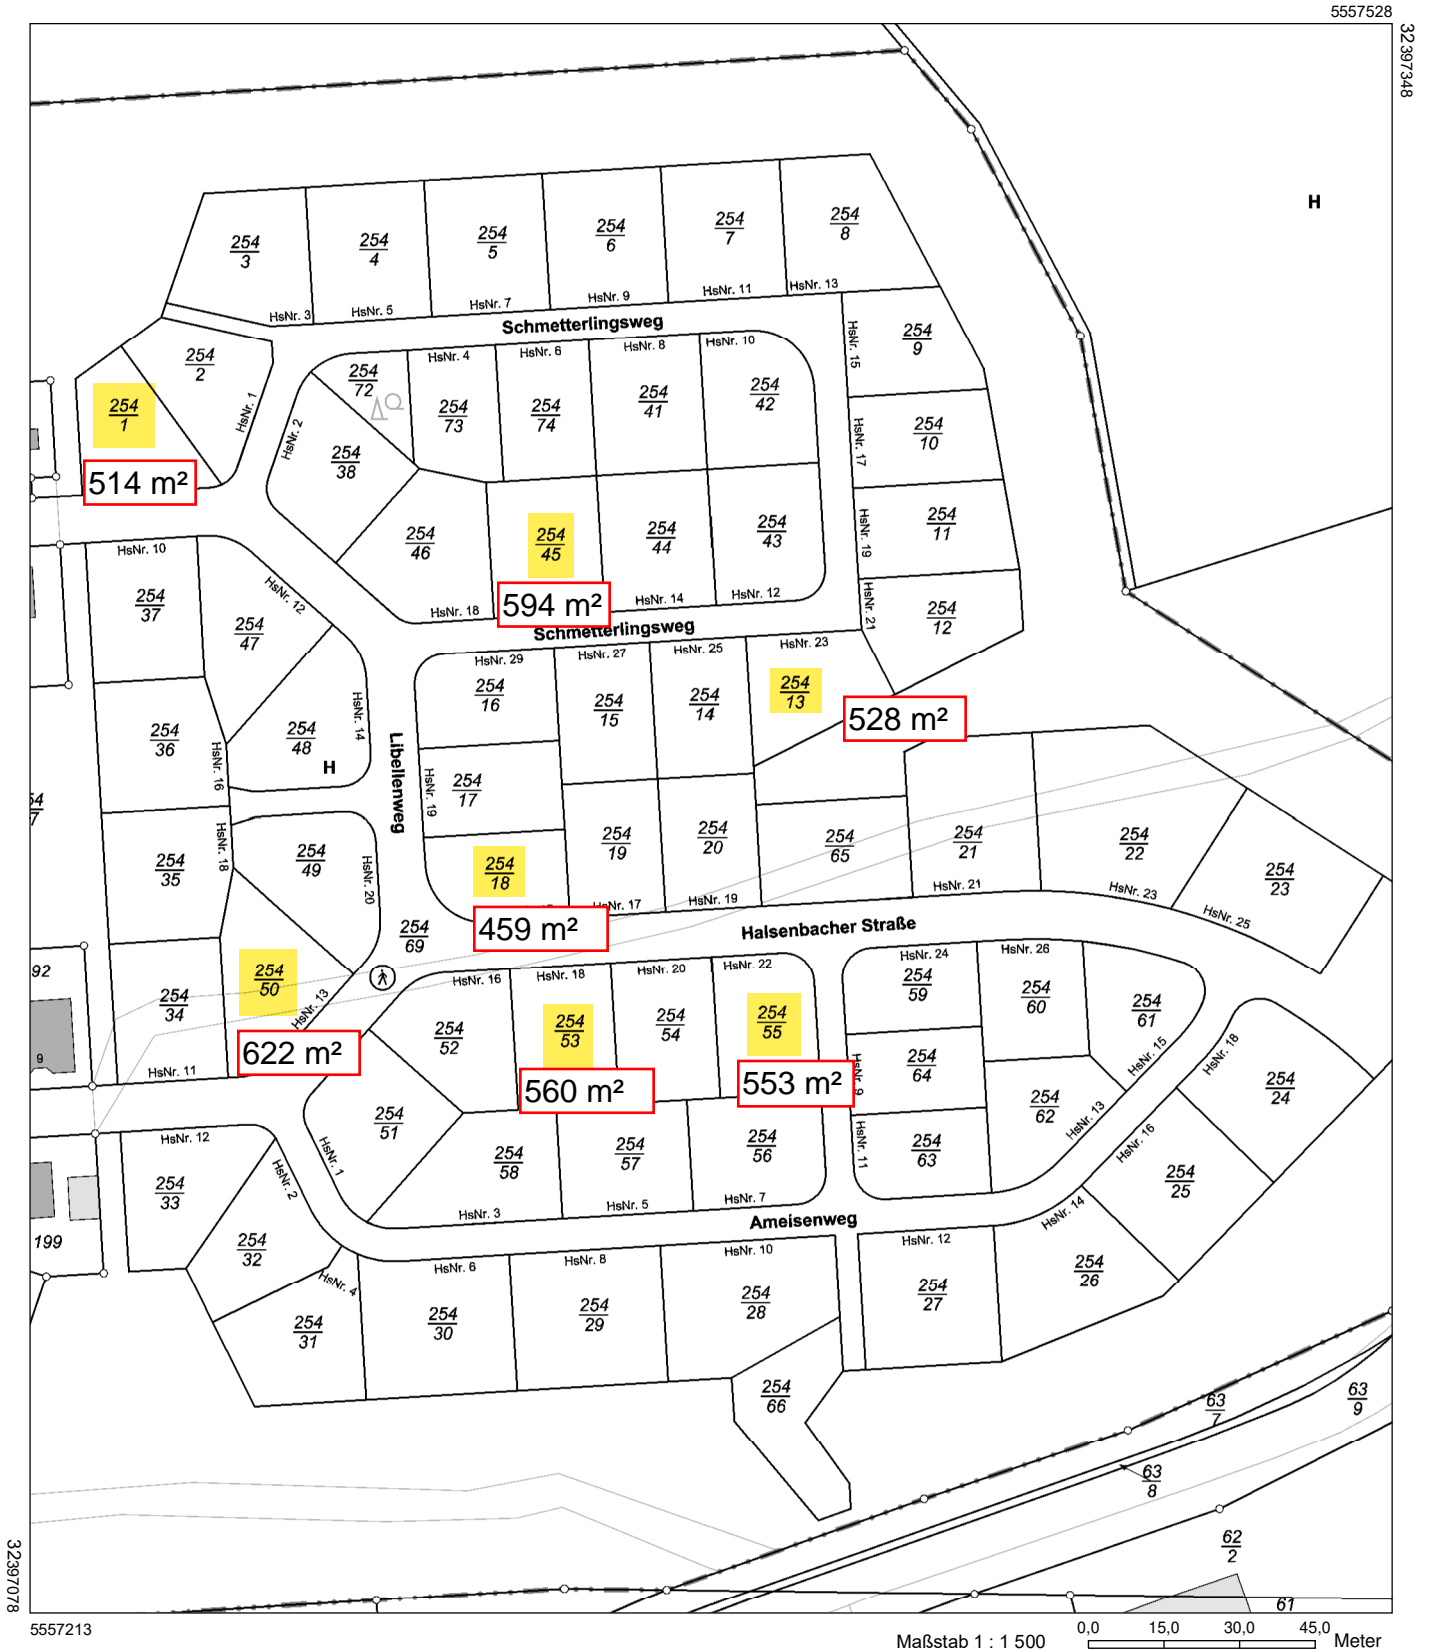 5557528
32397348
H
254
3
254
4
254
5
254
6
254
7
254
8
HsNr. 3
HsNr. 5
HsNr. 7
HsNr. 9
HsNr. 11
HsNr. 13
Schmetterlingsweg
254
2
254
1
HsNr. 1
514 m²
254
72
HsNr. 4
HsNr. 6
HsNr. 8
HsNr. 10
HsNr. 2
254
38
254
73
254
74
254
41
254
42
HsNr. 15
254
9
HsNr. 17
254
10
254
46
254
45
254
44
254
43
HsNr. 19
254
11
HsNr. 18
594 m²
HsNr. 14
HsNr. 12
HsNr. 21
254
12
Schmetterlingsweg
HsNr. 10
254
37
HsNr. 12
254
47
HsNr. 29
HsNr. 27
HsNr. 25
HsNr. 23
254
16
254
15
254
14
254
13
528 m²
254
36
HsNr. 16
254
48
H
HsNr. 14
Libellenweg
HsNr. 19
254
17
254
18
459 m²
254
19
HsNr. 17
254
20
HsNr. 19
254
65
254
21
HsNr. 21
254
22
HsNr. 23
254
23
HsNr. 25
254
35
HsNr. 18
254
49
HsNr. 20
254
69
Halsenbacher Straße
92
9
254
34
HsNr. 11
254
50
HsNr. 13
622 m²
HsNr. 16
HsNr. 18
HsNr. 20
HsNr. 22
HsNr. 24
HsNr. 26
254
52
254
53
560 m²
254
54
254
55
553 m²
254
59
254
60
254
61
HsNr. 15
HsNr. 18
254
64
HsNr. 9
254
62
HsNr. 13
254
24
254
51
HsNr. 1
254
58
HsNr. 3
254
57
HsNr. 5
254
56
HsNr. 7
HsNr. 11
254
63
HsNr. 16
254
25
HsNr. 12
254
33
HsNr. 2
199
254
32
HsNr. 4
Ameisenweg
HsNr. 6
HsNr. 8
HsNr. 10
HsNr. 12
HsNr. 14
254
31
254
30
254
29
254
28
254
27
254
26
254
66
63
7
63
9
63
8
62
2
61
32397078
5557213
Maßstab 1 : 1 500
0,0
15,0
30,0
45,0
Meter